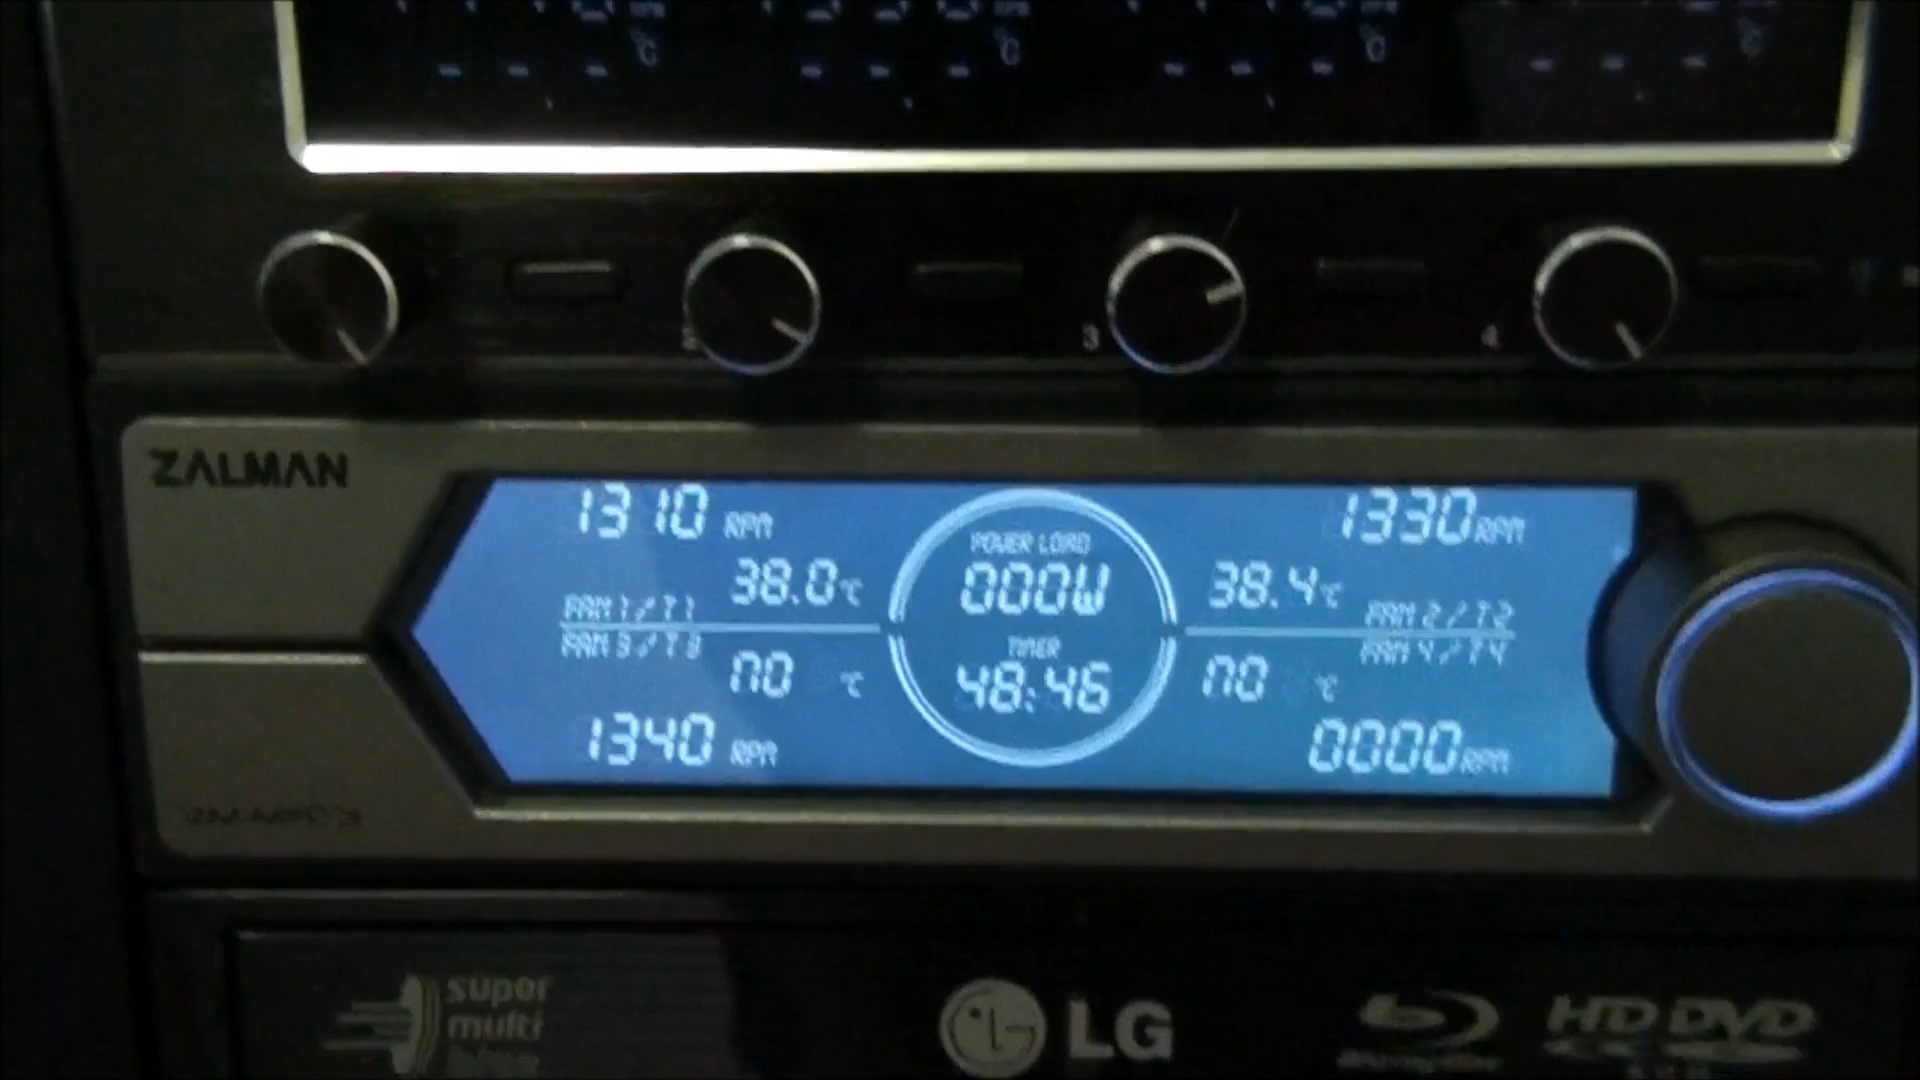 °C °C °C °C
2 3 4
ZALMAN
1310 RPM
38.0 °C
FAN 1 / T1
FAN 3 / T3
NO °C
1340 RPM
POWER LOAD
000W
TIMER
48:46
1330 RPM
38.4 °C
FAN 2 / T2
FAN 4 / T4
NO °C
0000 RPM
super
multi
blue
LG
HD DVD